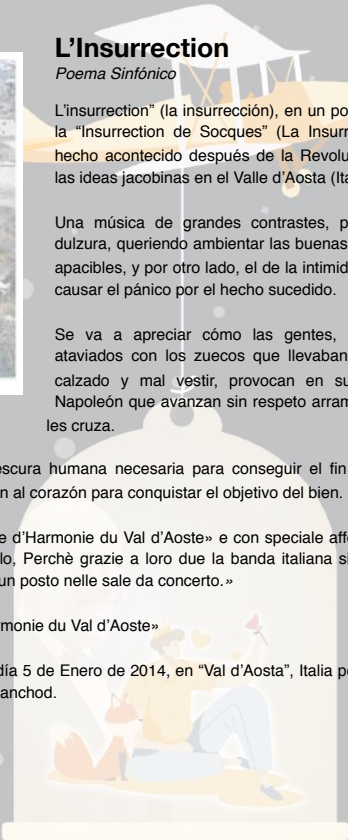 L’Insurrection
Poema Sinfónico
L’insurrection” (la insurrección), en un po
la “Insurrection de Socques” (La Insurr
hecho acontecido después de la Revolu
las ideas jacobinas en el Valle d’Aosta (Ita
Una música de grandes contrastes, p
dulzura, queriendo ambientar las buenas
apacibles, y por otro lado, el de la intimid
causar el pánico por el hecho sucedido.
Se va a apreciar cómo las gentes,
ataviados con los zuecos que llevaban
calzado y mal vestir, provocan en su
Napoleón que avanzan sin respeto arram
les cruza.
escura humana necesaria para conseguir el fin
n al corazón para conquistar el objetivo del bien.
e d’Harmonie du Val d’Aoste» e con speciale affe
lo, Perchè grazie a loro due la banda italiana si
un posto nelle sale da concerto.»
rmonie du Val d’Aoste»
día 5 de Enero de 2014, en “Val d’Aosta”, Italia po
anchod.